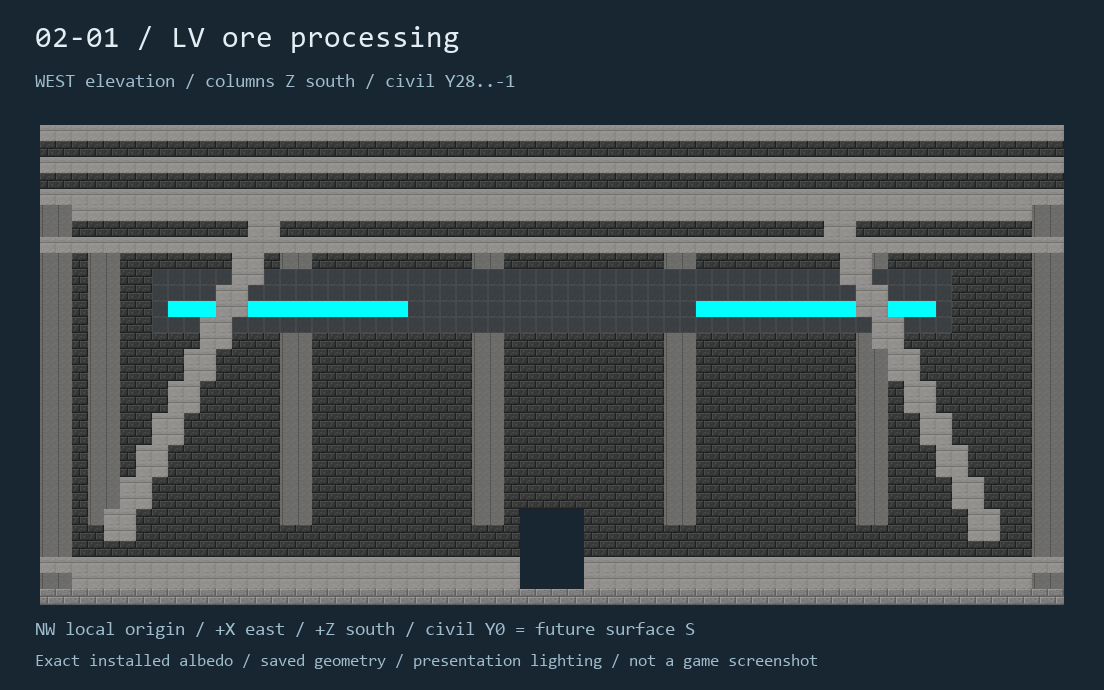 02-01 / LV ore processing
WEST elevation / columns Z south / civil Y28..-1
NW local origin / +X east / +Z south / civil Y0 = future surface S
Exact installed albedo / saved geometry / presentation lighting / not a game screenshot